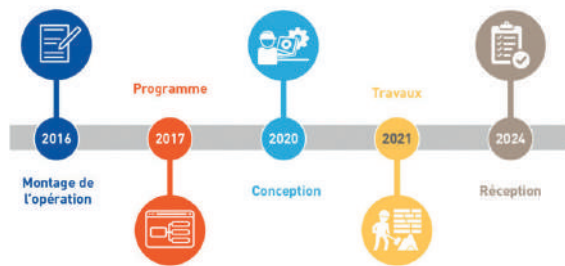 Programme
Travaux
2016
2017
2020
2021
2024
Montage de
l'opération
Conception
Réception